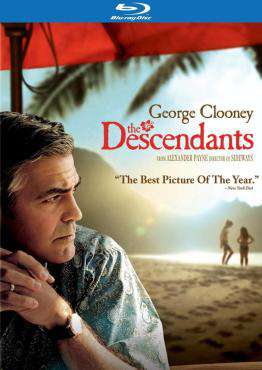 Blu-ray Disc
George Clooney
the
Descendants
FROM ALEXANDER PAYNE DIRECTOR OF SIDEWAYS
"The Best Picture Of The Year."
– New York Post